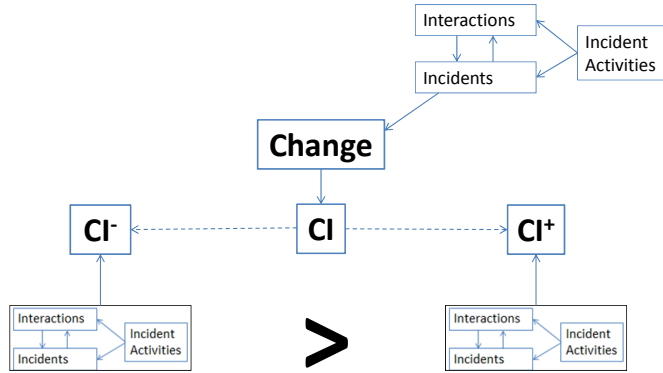 Interactions
Incident
Activities
Incidents
Change
CI-
CI
CI+
Interactions
Incident
Activities
Incidents
>
Interactions
Incident
Activities
Incidents